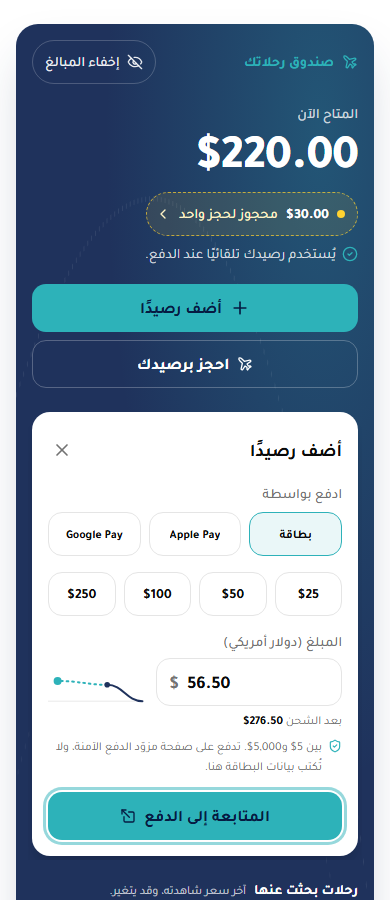 صندوق رحلاتك
إخفاء المبالغ
المتاح الآن
$220.00
$30.00 محجوز لحجز واحد
يُستخدم رصيدك تلقائيًا عند الدفع.
أضف رصيدًا
احجز برصيدك
أضف رصيدًا
ادفع بواسطة
بطاقة
Apple Pay
Google Pay
$25
$50
$100
$250
المبلغ (دولار أمريكي)
$ 56.50
بعد الشحن $276.50
بين $5 و$5,000. تدفع على صفحة مزوّد الدفع الآمنة، ولا
تُكتب بيانات البطاقة هنا.
المتابعة إلى الدفع
رحلات بحثت عنها آخر سعر شاهدته، وقد يتغير.